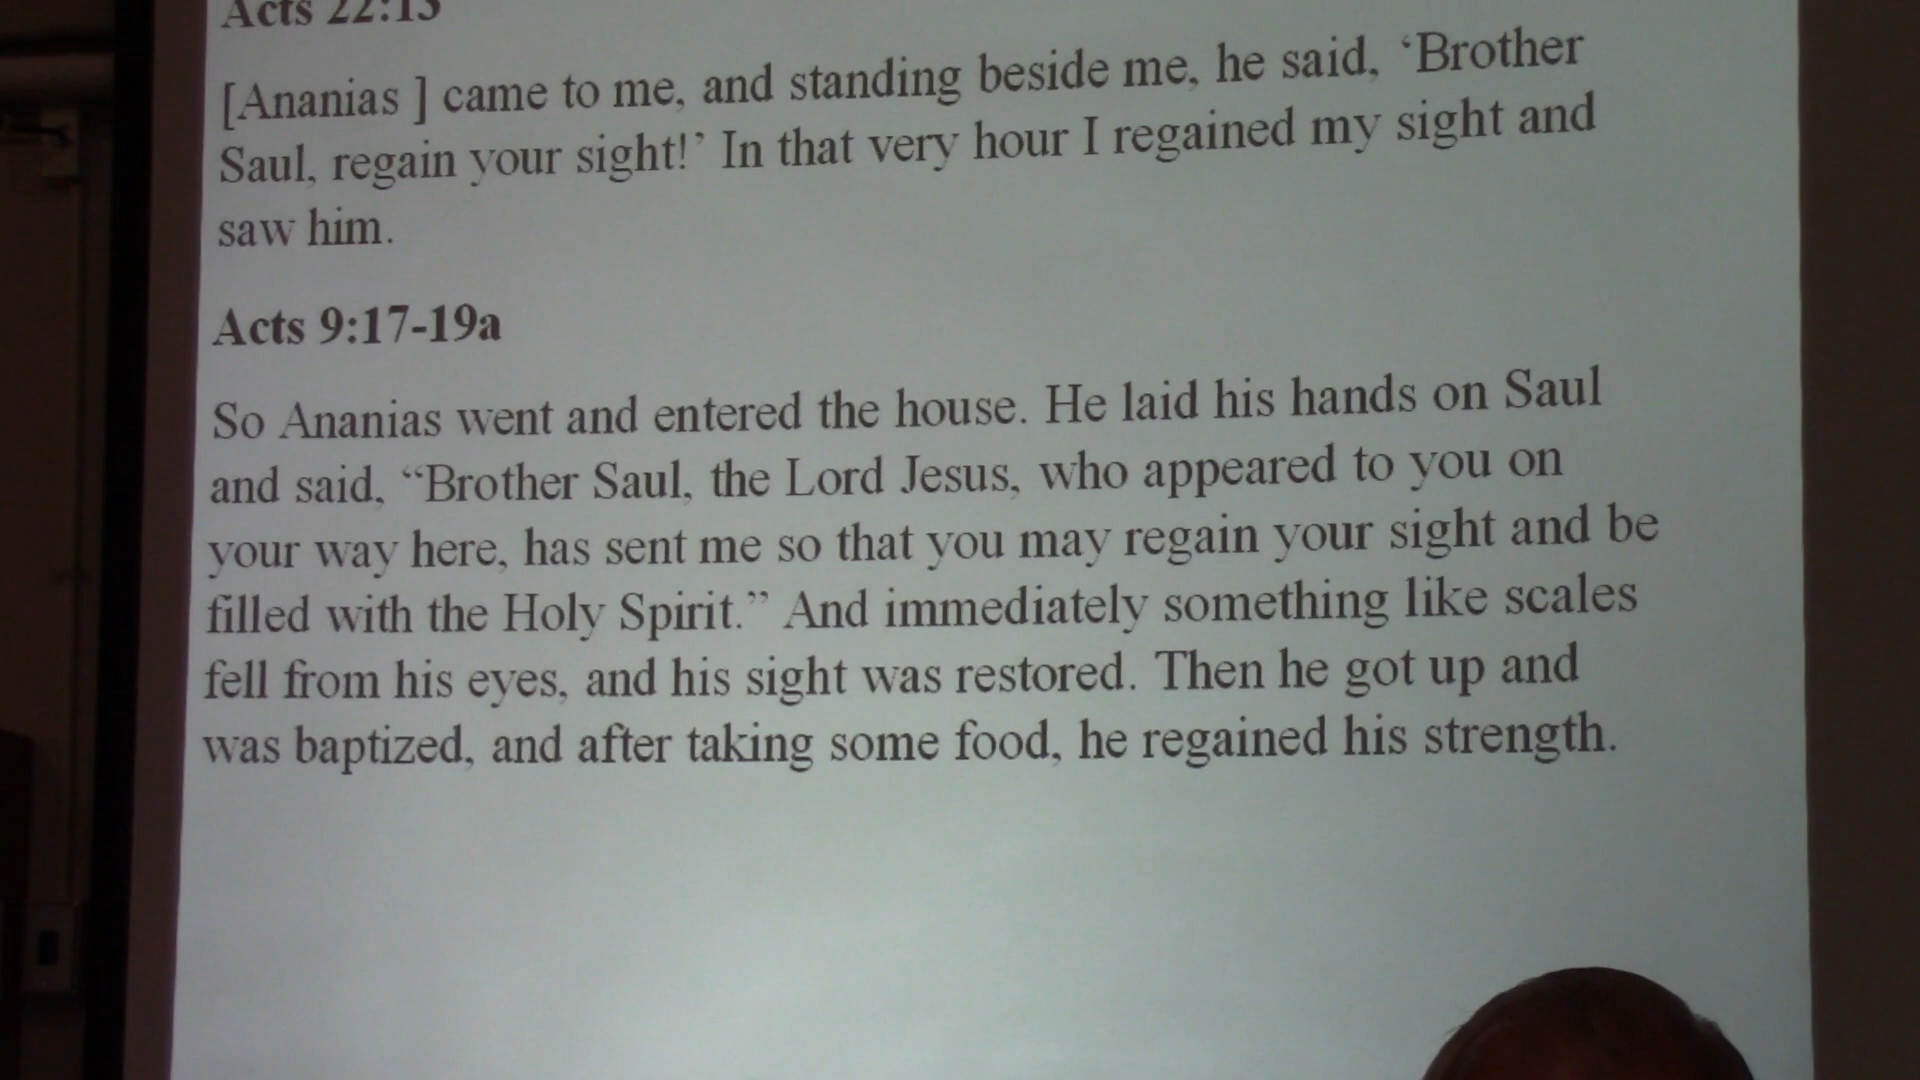 Acts 22:13
[Ananias ] came to me, and standing beside me, he said, ‘Brother
Saul, regain your sight!’ In that very hour I regained my sight and
saw him.
Acts 9:17-19a
So Ananias went and entered the house. He laid his hands on Saul
and said, “Brother Saul, the Lord Jesus, who appeared to you on
your way here, has sent me so that you may regain your sight and be
filled with the Holy Spirit.” And immediately something like scales
fell from his eyes, and his sight was restored. Then he got up and
was baptized, and after taking some food, he regained his strength.